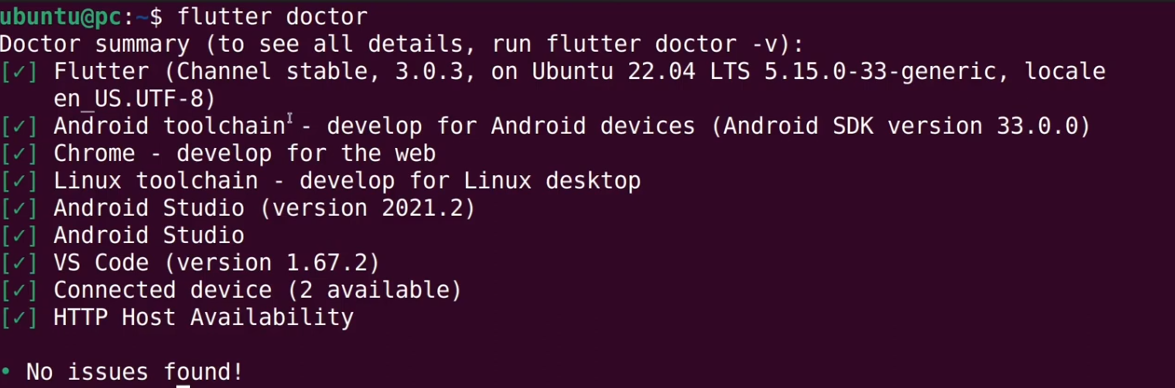 ubuntu@pc:~$ flutter doctor
Doctor summary (to see all details, run flutter doctor -v):
[✓] Flutter (Channel stable, 3.0.3, on Ubuntu 22.04 LTS 5.15.0-33-generic, locale
en_US.UTF-8)
[✓] Android toolchain - develop for Android devices (Android SDK version 33.0.0)
[✓] Chrome - develop for the web
[✓] Linux toolchain - develop for Linux desktop
[✓] Android Studio (version 2021.2)
[✓] Android Studio
[✓] VS Code (version 1.67.2)
[✓] Connected device (2 available)
[✓] HTTP Host Availability
• No issues found!